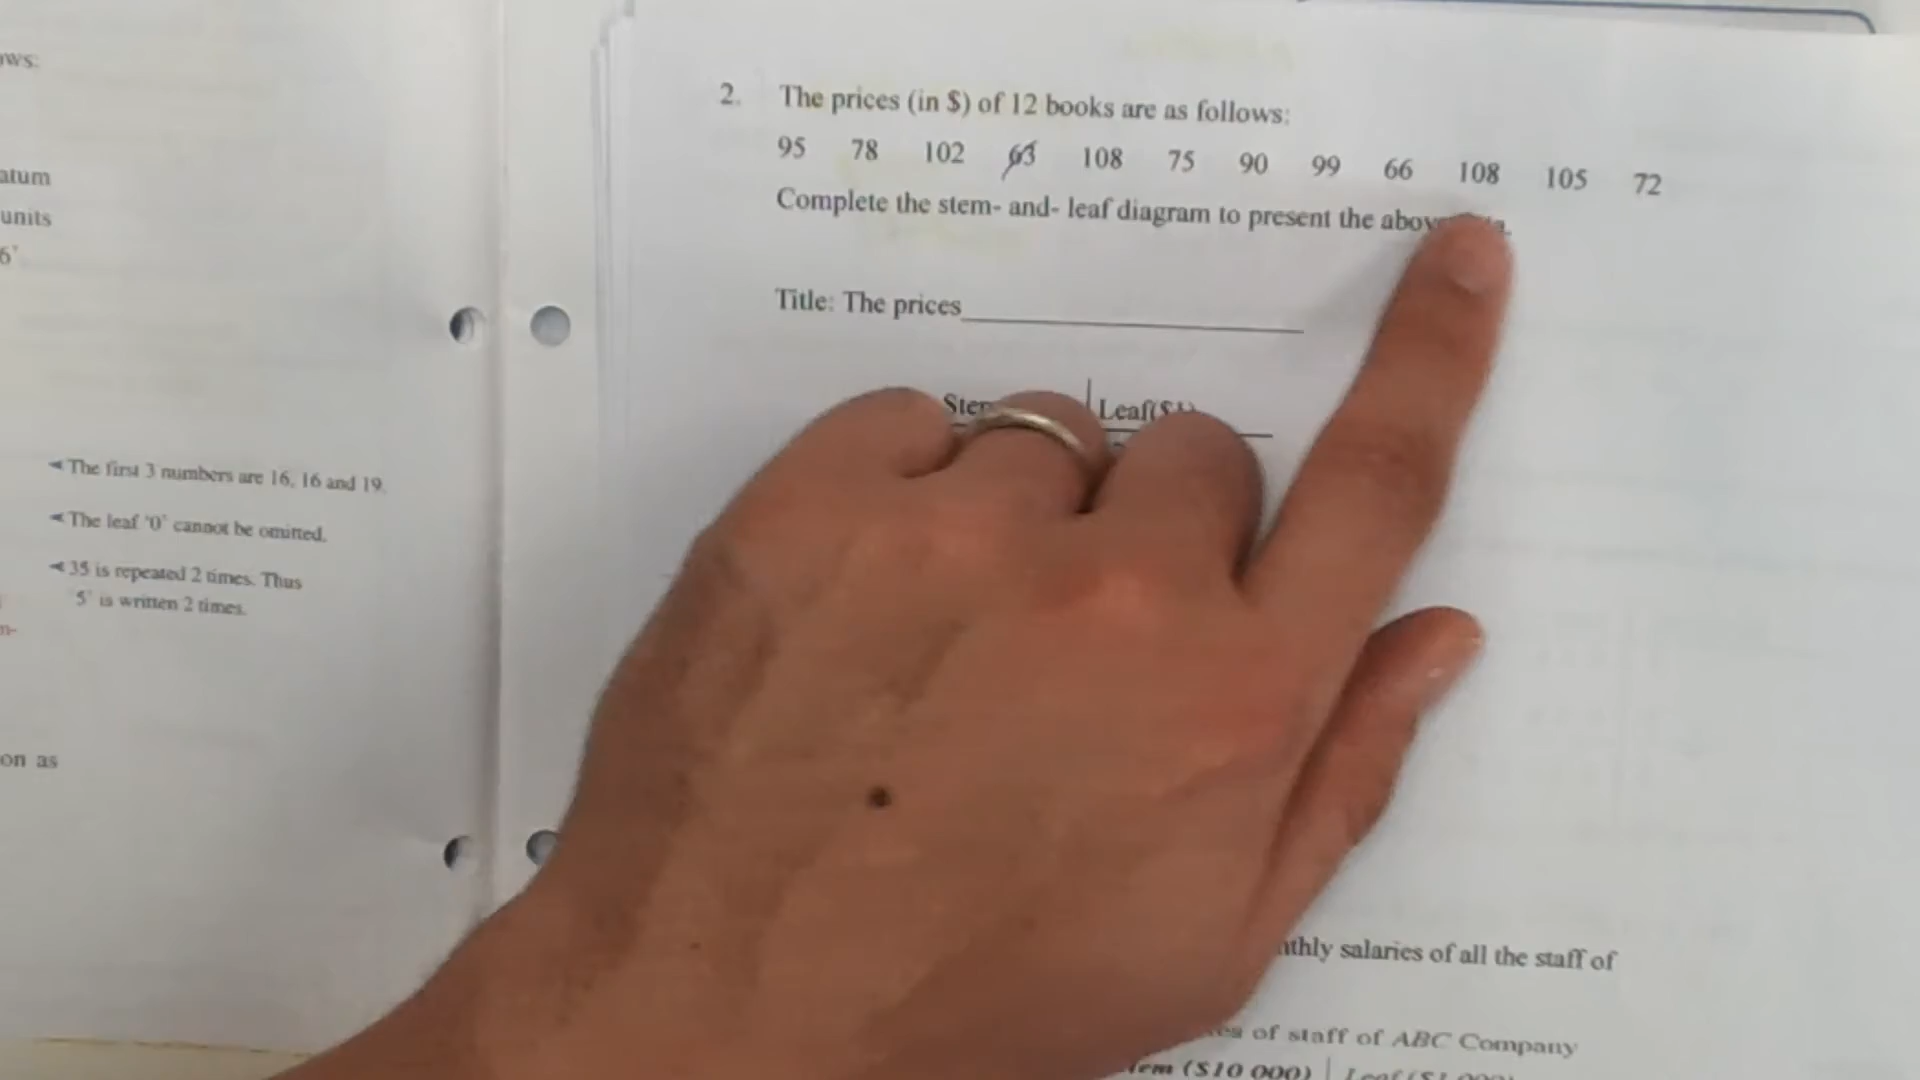 ws:
atum
units
6'
◄ The first 3 numbers are 16, 16 and 19.
◄ The leaf '0' cannot be omitted.
◄ 35 is repeated 2 times. Thus
'5' is written 2 times.
on as
2. The prices (in $) of 12 books are as follows:
95 78 102 63 108 75 90 99 66 108 105 72
Complete the stem- and- leaf diagram to present the above
Title: The prices
Leaf($1)
salaries of all the staff of
of staff of ABC Company
($10 000)